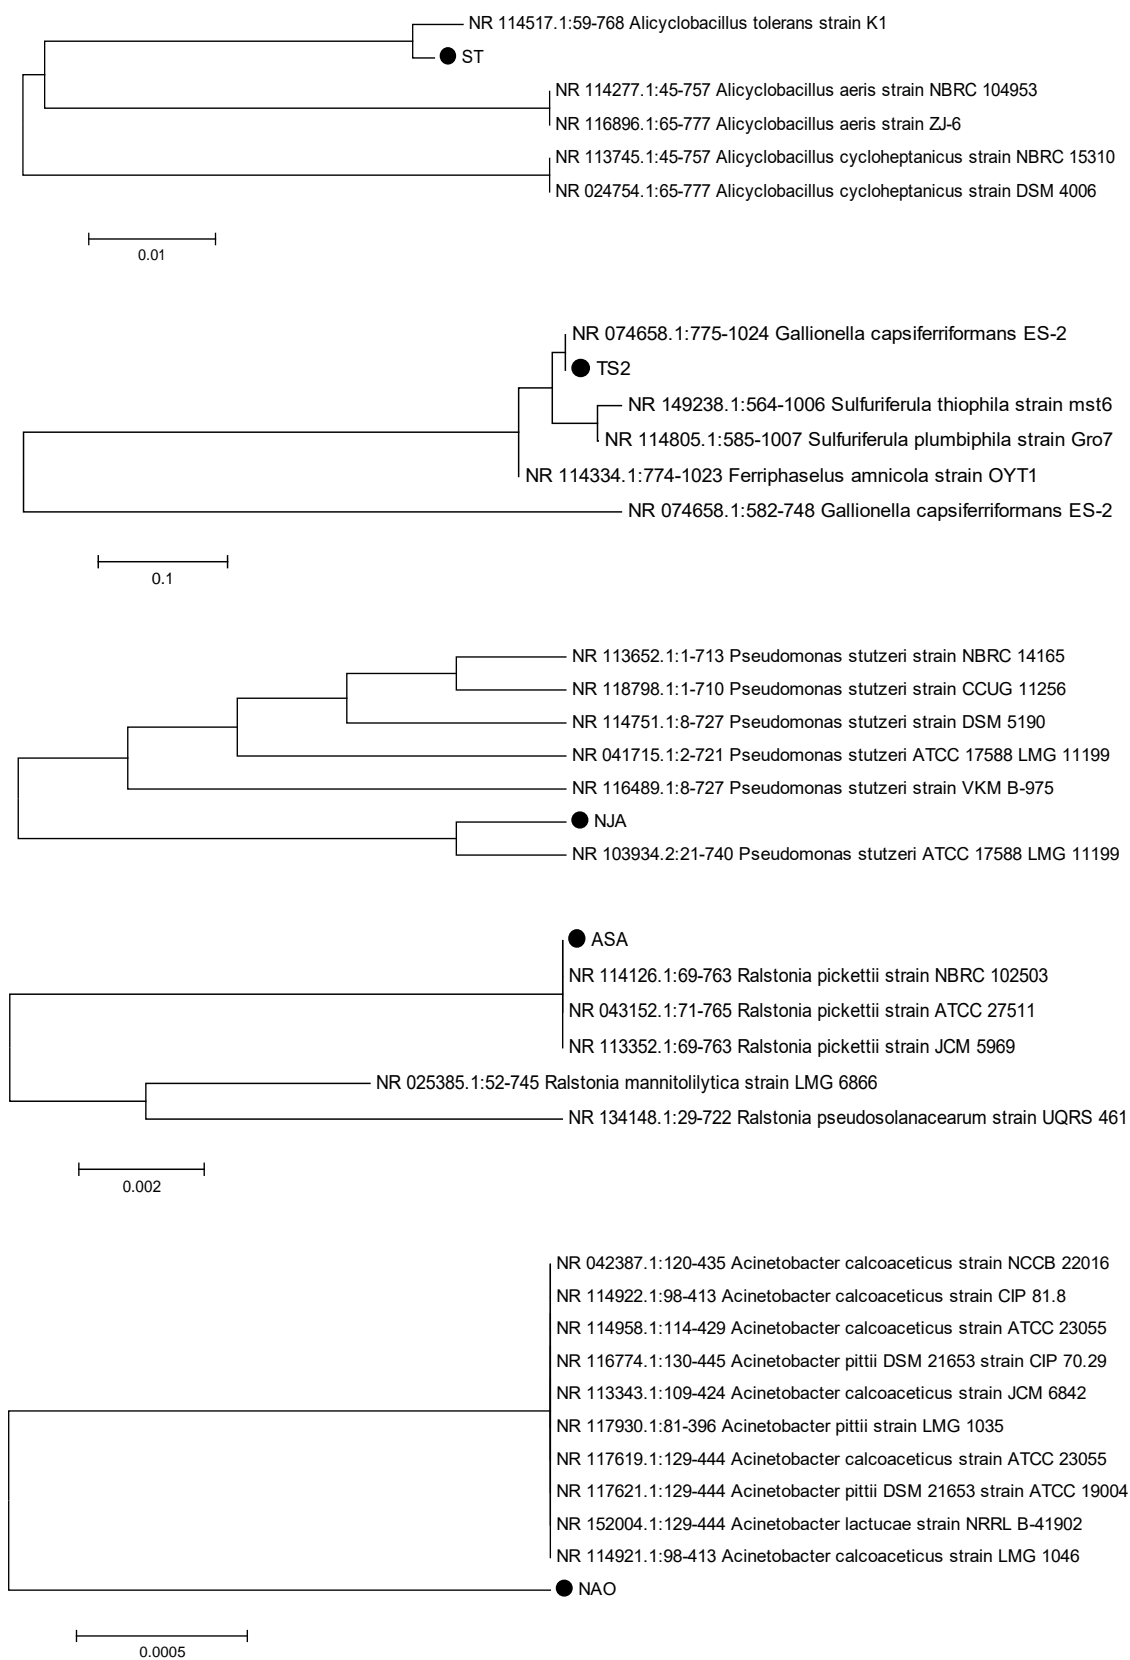 NR 114517.1:59-768 Alicyclobacillus tolerans strain K1
ST
NR 114277.1:45-757 Alicyclobacillus aeris strain NBRC 104953
NR 116896.1:65-777 Alicyclobacillus aeris strain ZJ-6
NR 113745.1:45-757 Alicyclobacillus cycloheptanicus strain NBRC 15310
NR 024754.1:65-777 Alicyclobacillus cycloheptanicus strain DSM 4006
0.01
NR 074658.1:775-1024 Gallionella capsiferriformans ES-2
TS2
NR 149238.1:564-1006 Sulfuriferula thiophila strain mst6
NR 114805.1:585-1007 Sulfuriferula plumbiphila strain Gro7
NR 114334.1:774-1023 Ferriphaselus amnicola strain OYT1
NR 074658.1:582-748 Gallionella capsiferriformans ES-2
0.1
NR 113652.1:1-713 Pseudomonas stutzeri strain NBRC 14165
NR 118798.1:1-710 Pseudomonas stutzeri strain CCUG 11256
NR 114751.1:8-727 Pseudomonas stutzeri strain DSM 5190
NR 041715.1:2-721 Pseudomonas stutzeri ATCC 17588 LMG 11199
NR 116489.1:8-727 Pseudomonas stutzeri strain VKM B-975
NJA
NR 103934.2:21-740 Pseudomonas stutzeri ATCC 17588 LMG 11199
ASA
NR 114126.1:69-763 Ralstonia pickettii strain NBRC 102503
NR 043152.1:71-765 Ralstonia pickettii strain ATCC 27511
NR 113352.1:69-763 Ralstonia pickettii strain JCM 5969
NR 025385.1:52-745 Ralstonia mannitolilytica strain LMG 6866
NR 134148.1:29-722 Ralstonia pseudosolanacearum strain UQRS 461
0.002
NR 042387.1:120-435 Acinetobacter calcoaceticus strain NCCB 22016
NR 114922.1:98-413 Acinetobacter calcoaceticus strain CIP 81.8
NR 114958.1:114-429 Acinetobacter calcoaceticus strain ATCC 23055
NR 116774.1:130-445 Acinetobacter pittii DSM 21653 strain CIP 70.29
NR 113343.1:109-424 Acinetobacter calcoaceticus strain JCM 6842
NR 117930.1:81-396 Acinetobacter pittii strain LMG 1035
NR 117619.1:129-444 Acinetobacter calcoaceticus strain ATCC 23055
NR 117621.1:129-444 Acinetobacter pittii DSM 21653 strain ATCC 19004
NR 152004.1:129-444 Acinetobacter lactucae strain NRRL B-41902
NR 114921.1:98-413 Acinetobacter calcoaceticus strain LMG 1046
NAO
0.0005